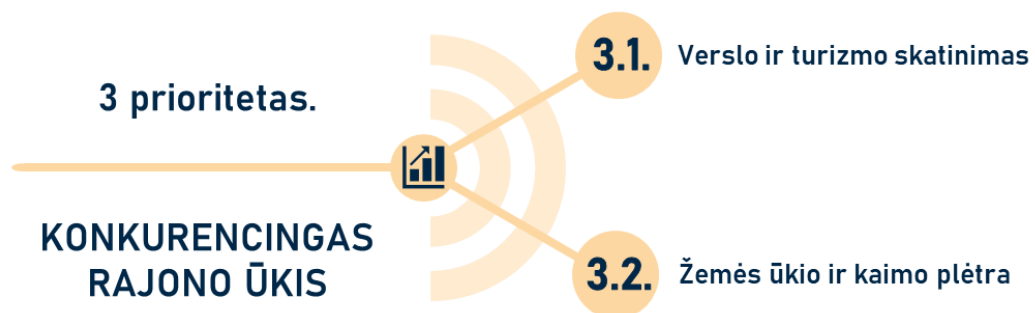 3 prioritetas.
KONKURENCINGAS
RAJONO ŪKIS
3.1. Verslo ir turizmo skatinimas
3.2. Žemės ūkio ir kaimo plėtra